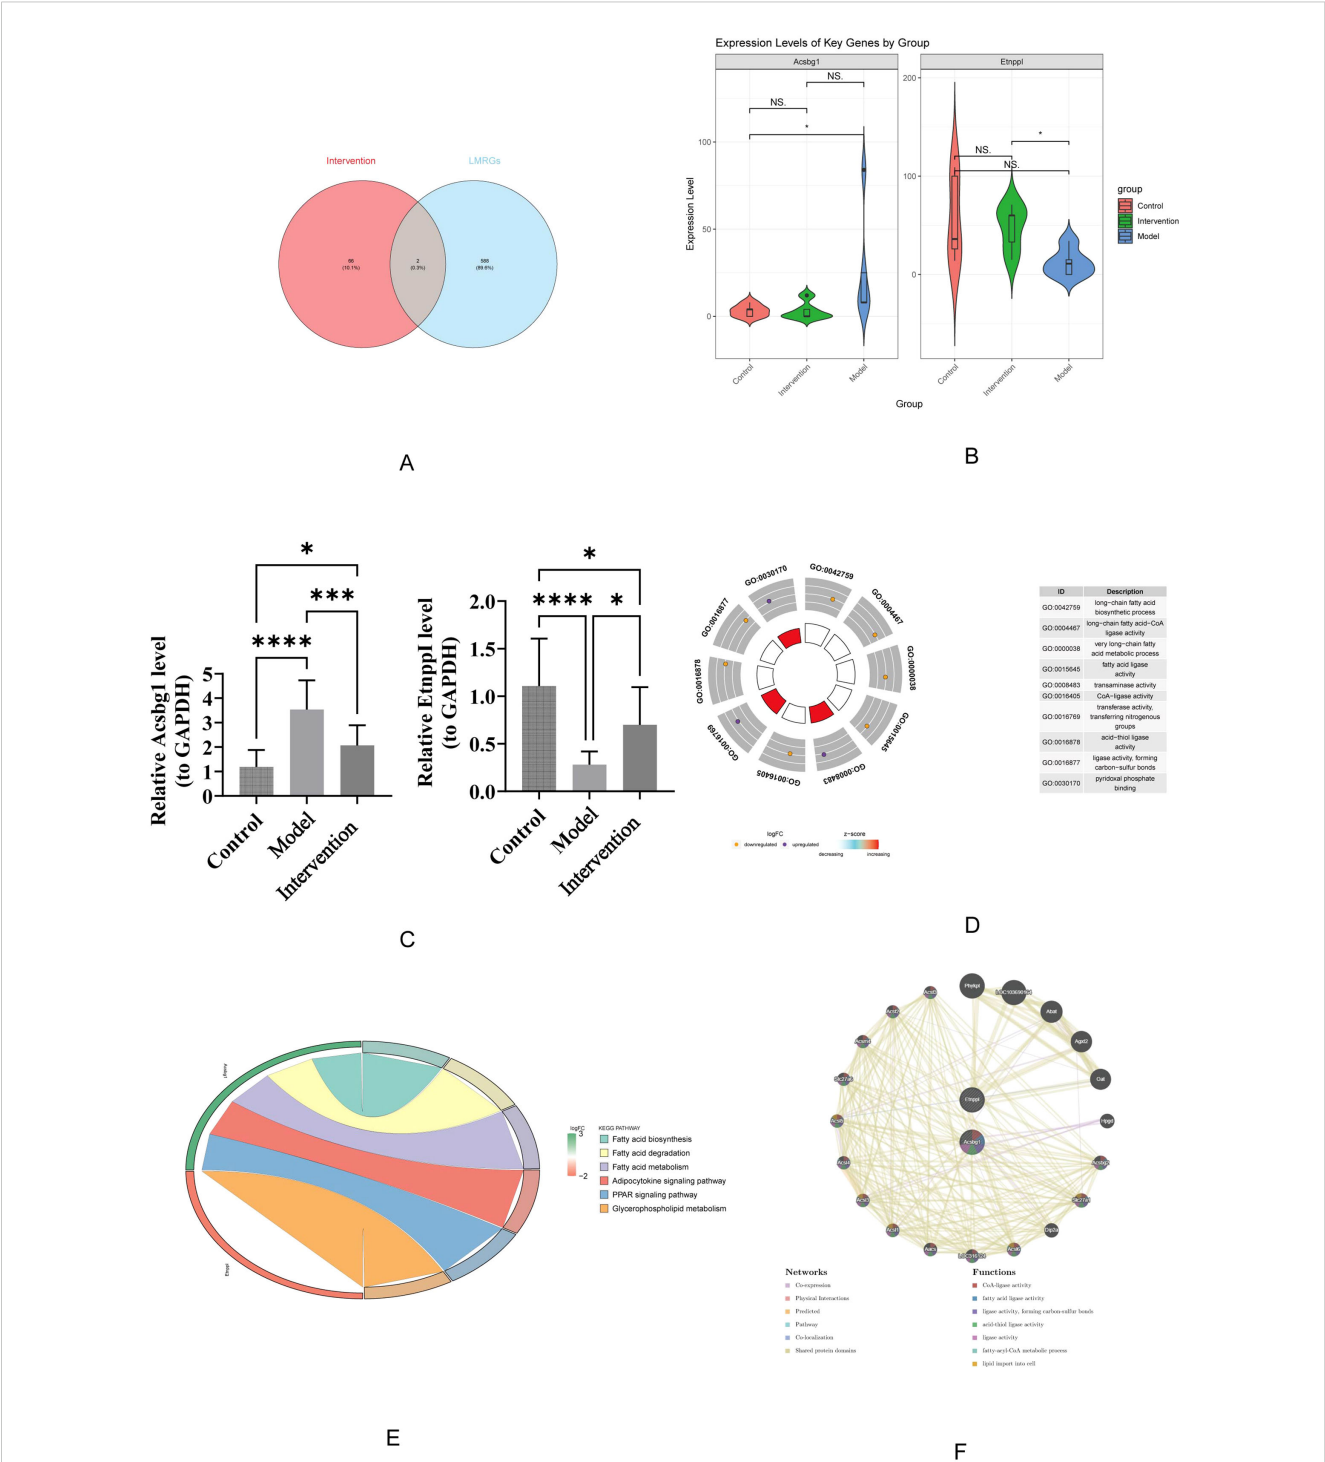 Intervention
LMRGs
66
(10.1%)
2
(0.3%)
588
(89.6%)
A
Expression Levels of Key Genes by Group
Acsbg1
Etnppl
NS.
NS.
*
NS.
*
NS.
Expression Level
100
50
0
200
100
0
Control
Intervention
Model
Control
Intervention
Model
Group
group
Control
Intervention
Model
B
*
***
****
Relative Acsbg1 level
(to GAPDH)
5
4
3
2
1
0
Control
Model
Intervention
*
****
*
Relative Etnppl level
(to GAPDH)
2.0
1.5
1.0
0.5
0.0
Control
Model
Intervention
C
GO:0042759
GO:0004467
GO:0000038
GO:0015645
GO:0008483
GO:0016405
GO:0016769
GO:0016878
GO:0016877
GO:0030170
logFC
downregulated
upregulated
z-score
decreasing
increasing
ID Description
GO:0042759 long-chain fatty acid
biosynthetic process
GO:0004467 long-chain fatty acid-CoA
ligase activity
GO:0000038 very long-chain fatty
acid metabolic process
GO:0015645 fatty acid ligase
activity
GO:0008483 transaminase activity
GO:0016405 CoA-ligase activity
GO:0016769 transferase activity,
transferring nitrogenous
groups
GO:0016878 acid-thiol ligase
activity
GO:0016877 ligase activity, forming
carbon-sulfur bonds
GO:0030170 pyridoxal phosphate
binding
D
Acsbg1
Etnppl
logFC
3
-2
KEGG PATHWAY
Fatty acid biosynthesis
Fatty acid degradation
Fatty acid metabolism
Adipocytokine signaling pathway
PPAR signaling pathway
Glycerophospholipid metabolism
E
Phykpl
Abat
Agxt2
Oat
Hpgd
Etnppl
Acsbg1
Dip2a
Aacs
Networks
Co-expression
Physical Interactions
Predicted
Pathway
Co-localization
Shared protein domains
Functions
CoA-ligase activity
fatty acid ligase activity
ligase activity, forming carbon-sulfur bonds
acid-thiol ligase activity
ligase activity
fatty-acyl-CoA metabolic process
lipid import into cell
F